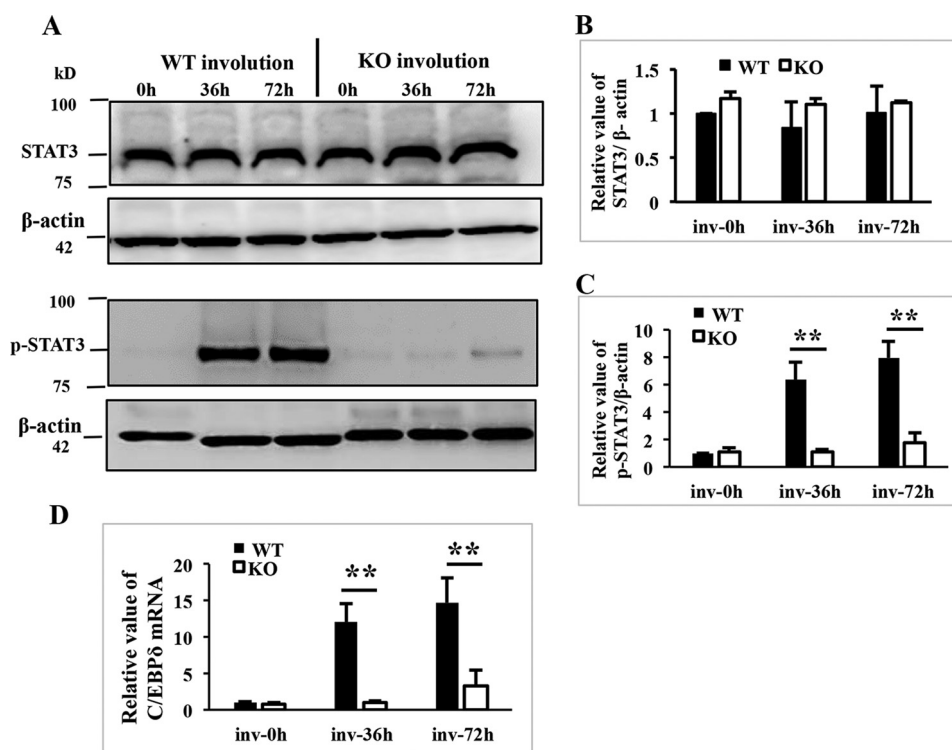 A
kD
WT involution KO involution
0h 36h 72h 0h 36h 72h
100
STAT3
75
β-actin
42
100
p-STAT3
75
β-actin
42
B
WT KO
Relative value of
STAT3/ β- actin
1.5
1
0.5
0
inv-0h inv-36h inv-72h
C
WT
KO
** **
Relative value of
p-STAT3/β-actin
10
8
6
4
2
0
inv-0h inv-36h inv-72h
D
WT
KO
** **
Relative value of
C/EBPδ mRNA
20
15
10
5
0
inv-0h inv-36h inv-72h